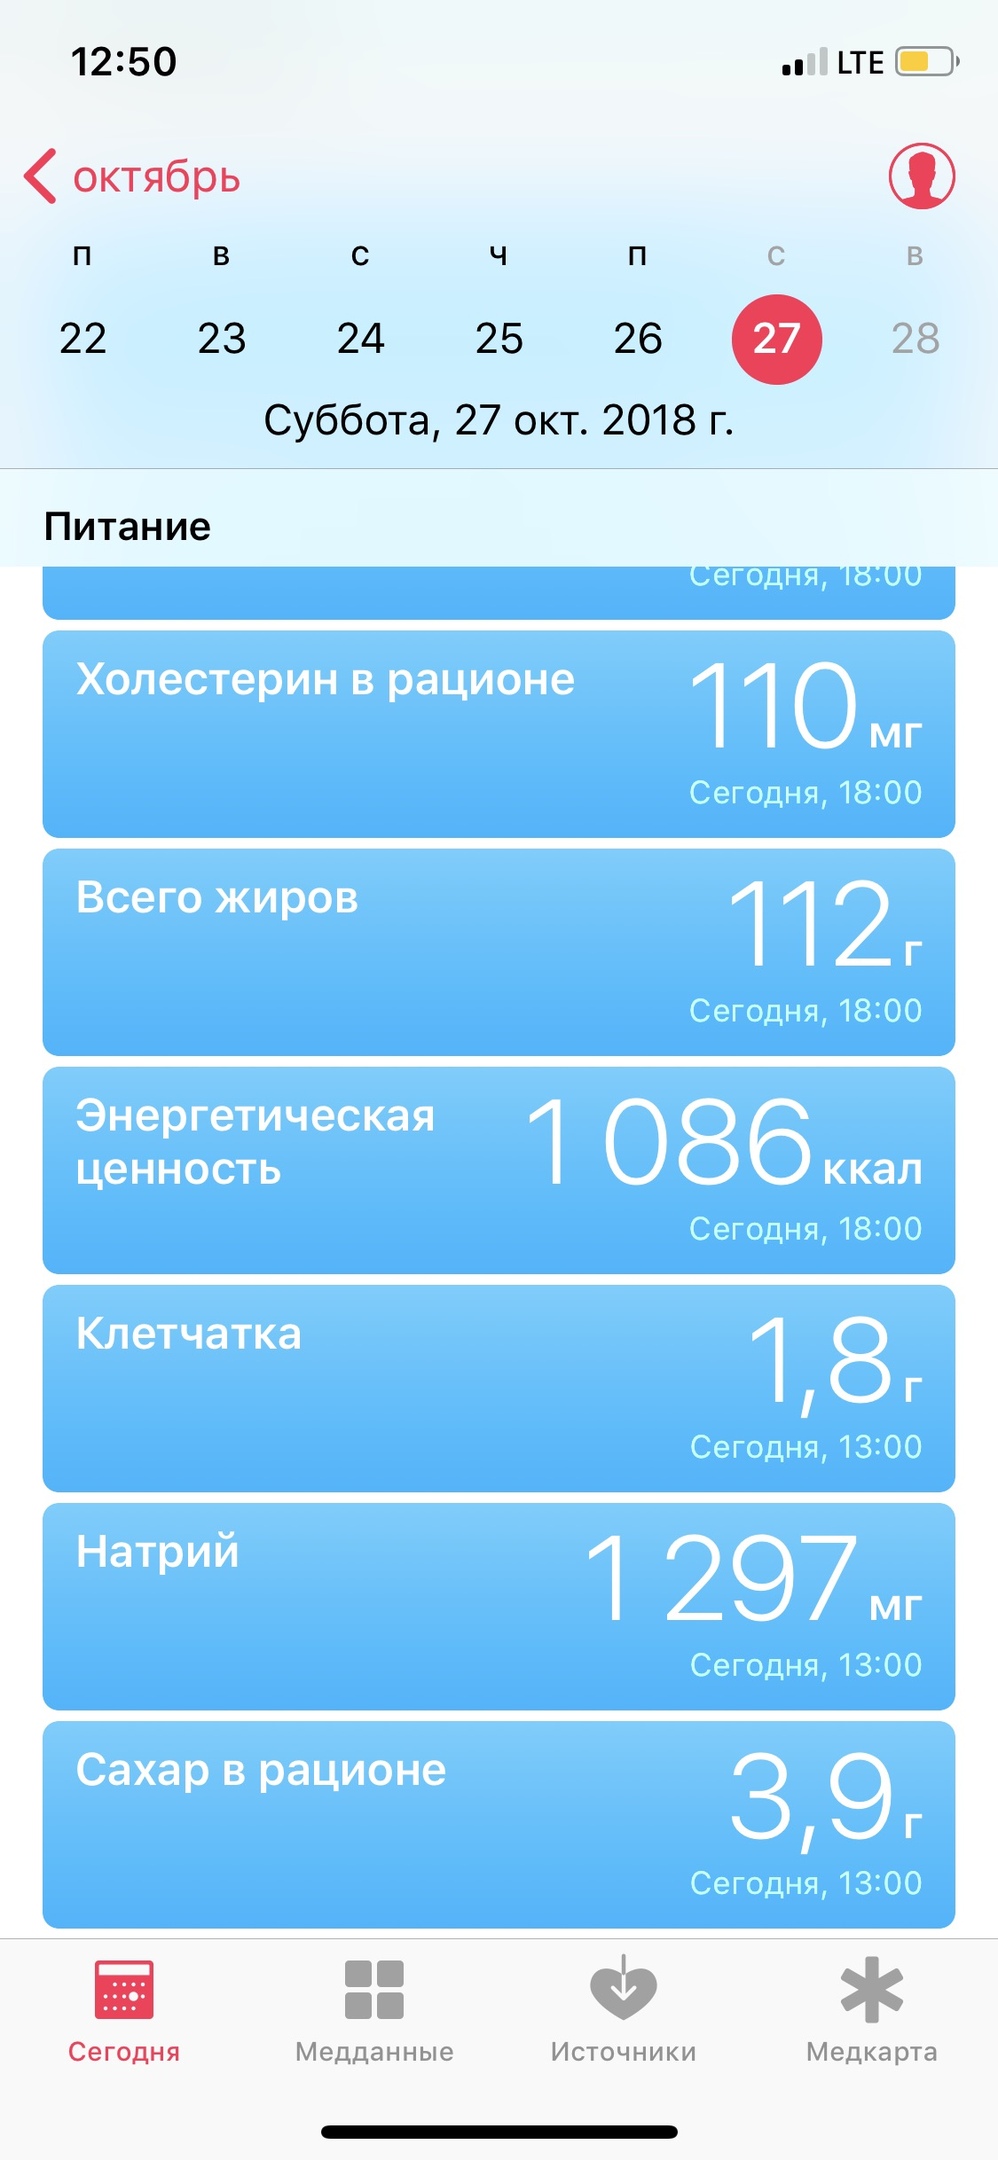 12:50
LTE
октябрь
п в с ч п с в
22 23 24 25 26 27 28
Суббота, 27 окт. 2018 г.
Питание
Сегодня, 18:00
Холестерин в рационе 110 мг
Сегодня, 18:00
Всего жиров 112 г
Сегодня, 18:00
Энергетическая
ценность 1 086 ккал
Сегодня, 18:00
Клетчатка 1,8 г
Сегодня, 13:00
Натрий 1 297 мг
Сегодня, 13:00
Сахар в рационе 3,9 г
Сегодня, 13:00
Сегодня Медданные Источники Медкарта